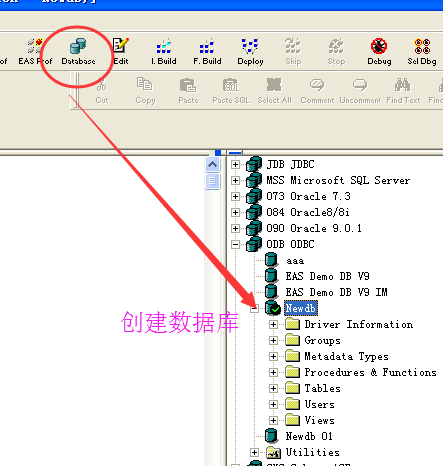 of EAS Prof Database Edit I. Build F. Build Deploy Skip Stop Debug Sel Dbg
Cut Copy Paste Paste SQL Select All Comment Uncomment Find Text
JDB JDBC
MSS Microsoft SQL Server
O73 Oracle 7.3
O84 Oracle8/8i
O90 Oracle 9.0.1
ODB ODBC
aaa
EAS Demo DB V9
EAS Demo DB V9 IM
Newdb
创建数据库
Driver Information
Groups
Metadata Types
Procedures & Functions
Tables
Users
Views
Newdb 01
Utilities